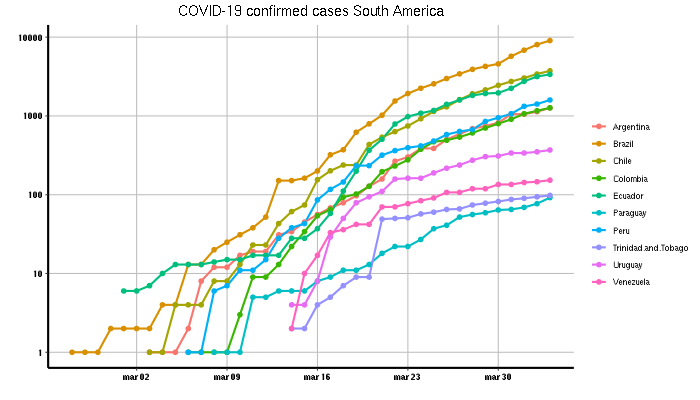 COVID-19 confirmed cases South America
10000
1000
100
10
1
mar 02 mar 09 mar 16 mar 23 mar 30
Argentina
Brazil
Chile
Colombia
Ecuador
Paraguay
Peru
Trinidad.and.Tobago
Uruguay
Venezuela